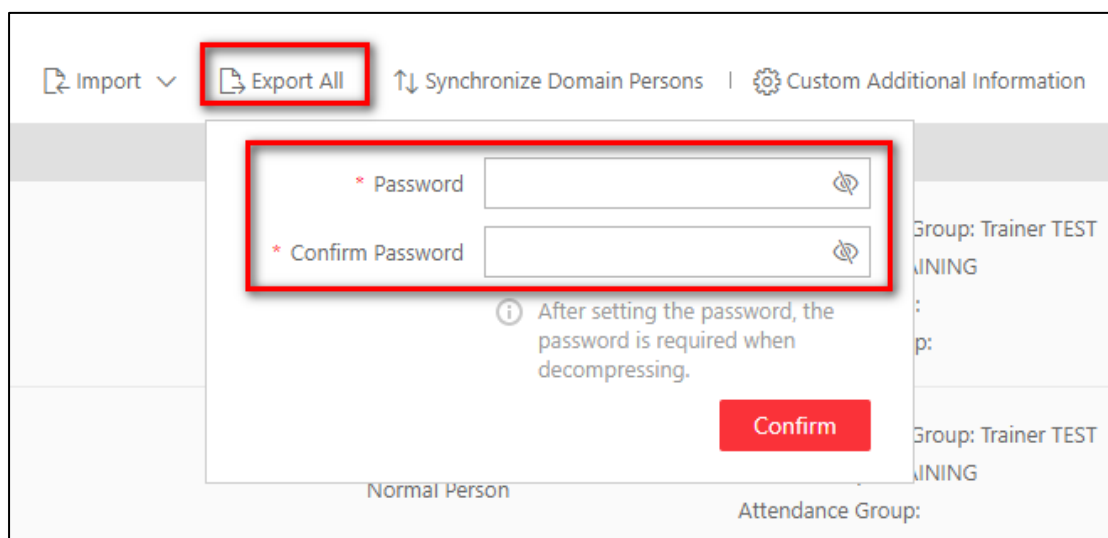 Import Export All Synchronize Domain Persons | Custom Additional Information
* Password
* Confirm Password
Group: Trainer TEST
AINING
:
p:
After setting the password, the
password is required when
decompressing.
Confirm
Group: Trainer TEST
AINING
Normal Person
Attendance Group: